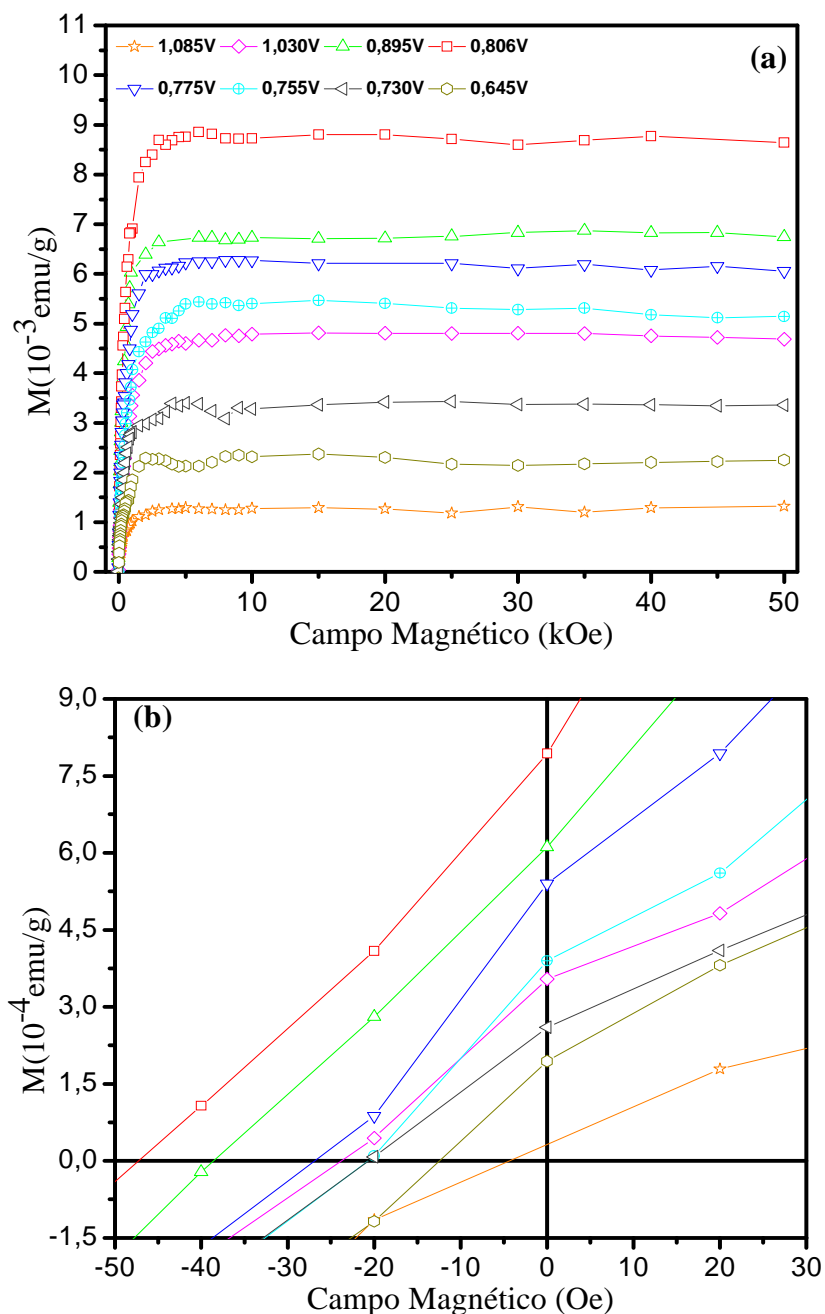 11
10
9
8
7
6
5
4
3
2
1
0
M(10⁻³emu/g)
1,085V 1,030V 0,895V 0,806V
0,775V 0,755V 0,730V 0,645V
(a)
0 10 20 30 40 50
Campo Magnético (kOe)
(b)
9,0
7,5
6,0
4,5
3,0
1,5
0,0
-1,5
M(10⁻⁴emu/g)
-50 -40 -30 -20 -10 0 10 20 30
Campo Magnético (Oe)